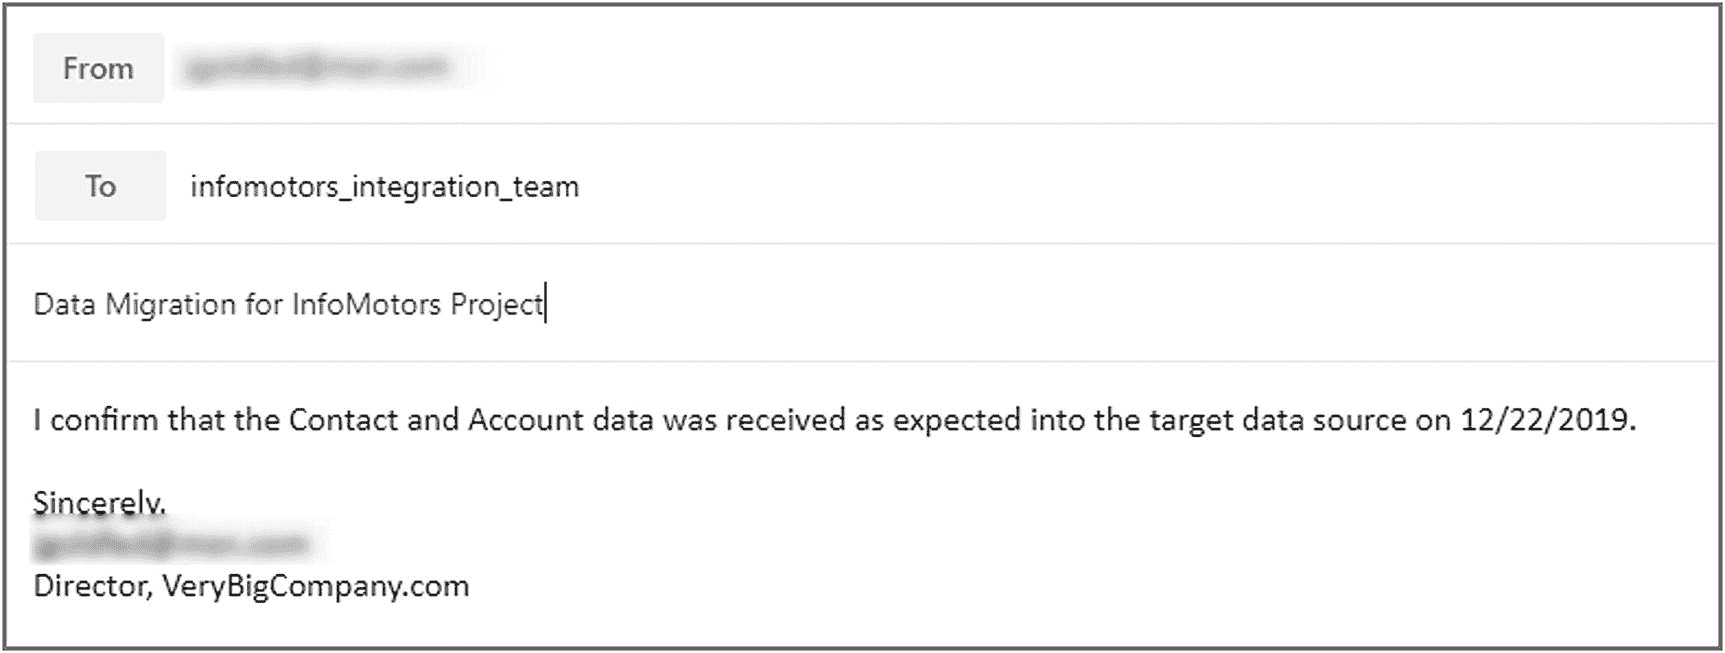 From
To infomotors_integration_team
Data Migration for InfoMotors Project
I confirm that the Contact and Account data was received as expected into the target data source on 12/22/2019.
Sincerely,
Director, VeryBigCompany.com